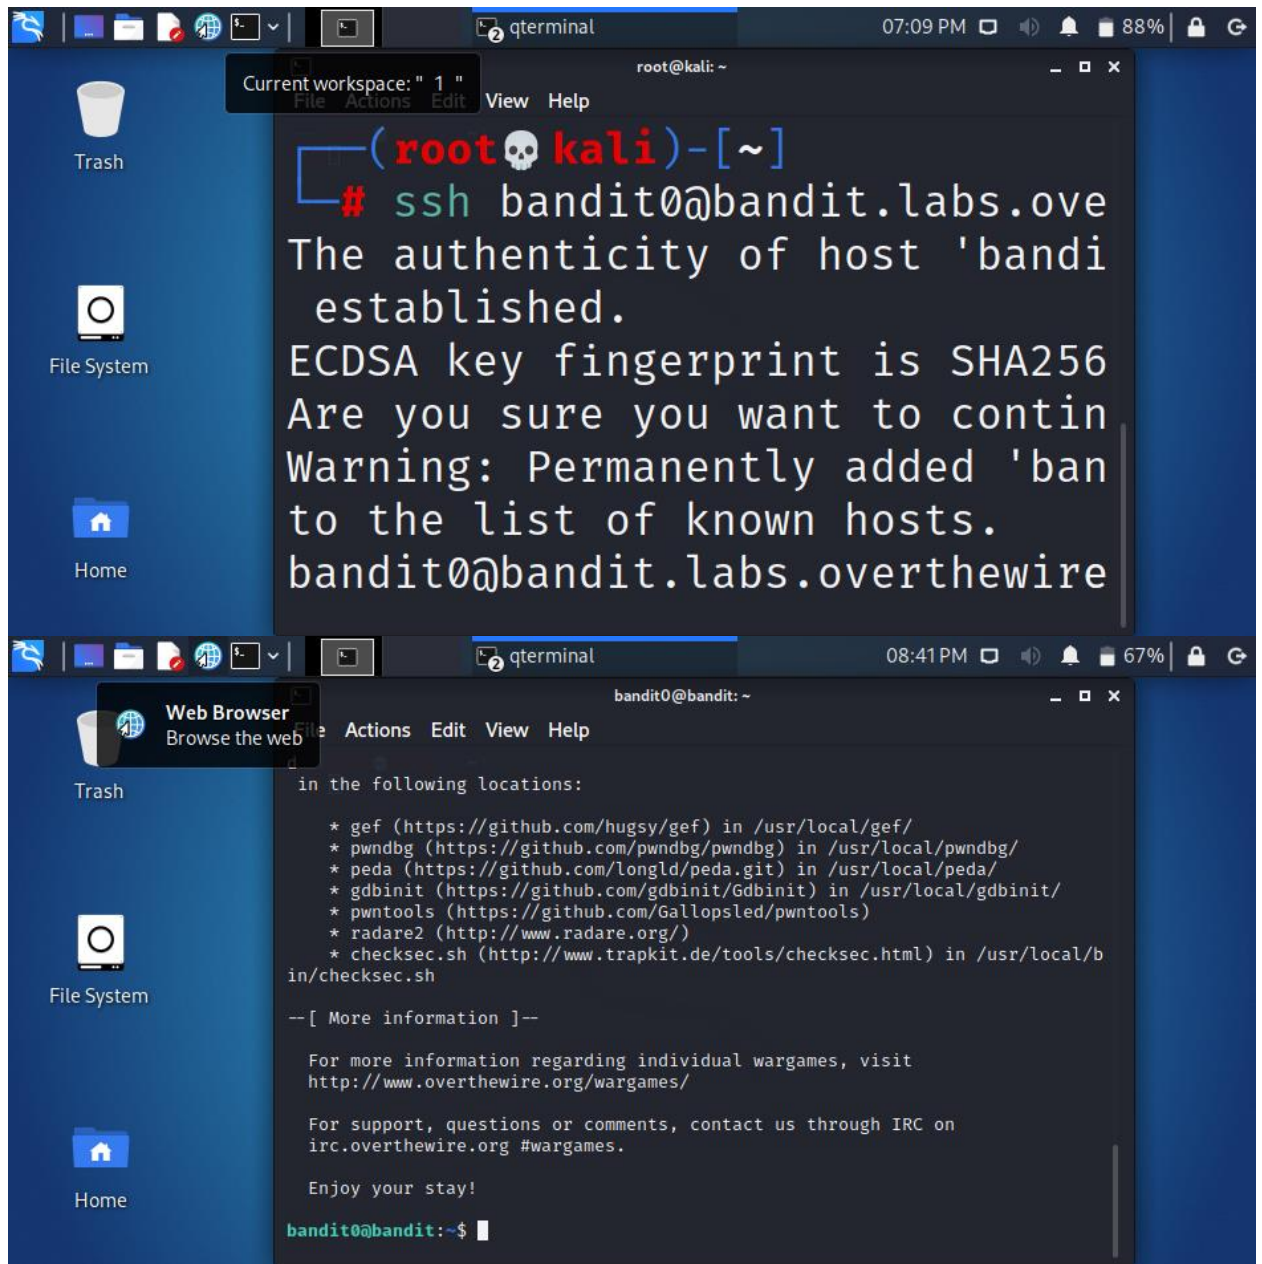 qterminal
07:09 PM
88%
Current workspace: " 1 "
root@kali: ~
File Actions Edit View Help
Trash
File System
Home
┌──(root💀kali)-[~]
└─# ssh bandit0@bandit.labs.ove
The authenticity of host 'bandi
established.
ECDSA key fingerprint is SHA256
Are you sure you want to contin
Warning: Permanently added 'ban
to the list of known hosts.
bandit0@bandit.labs.overthewire
qterminal
08:41 PM
67%
Web Browser
Browse the web
bandit0@bandit: ~
File Actions Edit View Help
Trash
File System
Home
d
in the following locations:
* gef (https://github.com/hugsy/gef) in /usr/local/gef/
* pwndbg (https://github.com/pwndbg/pwndbg) in /usr/local/pwndbg/
* peda (https://github.com/longld/peda.git) in /usr/local/peda/
* gdbinit (https://github.com/gdbinit/Gdbinit) in /usr/local/gdbinit/
* pwntools (https://github.com/Gallopsled/pwntools)
* radare2 (http://www.radare.org/)
* checksec.sh (http://www.trapkit.de/tools/checksec.html) in /usr/local/b
in/checksec.sh
--[ More information ]--
For more information regarding individual wargames, visit
http://www.overthewire.org/wargames/
For support, questions or comments, contact us through IRC on
irc.overthewire.org #wargames.
Enjoy your stay!
bandit0@bandit:~$